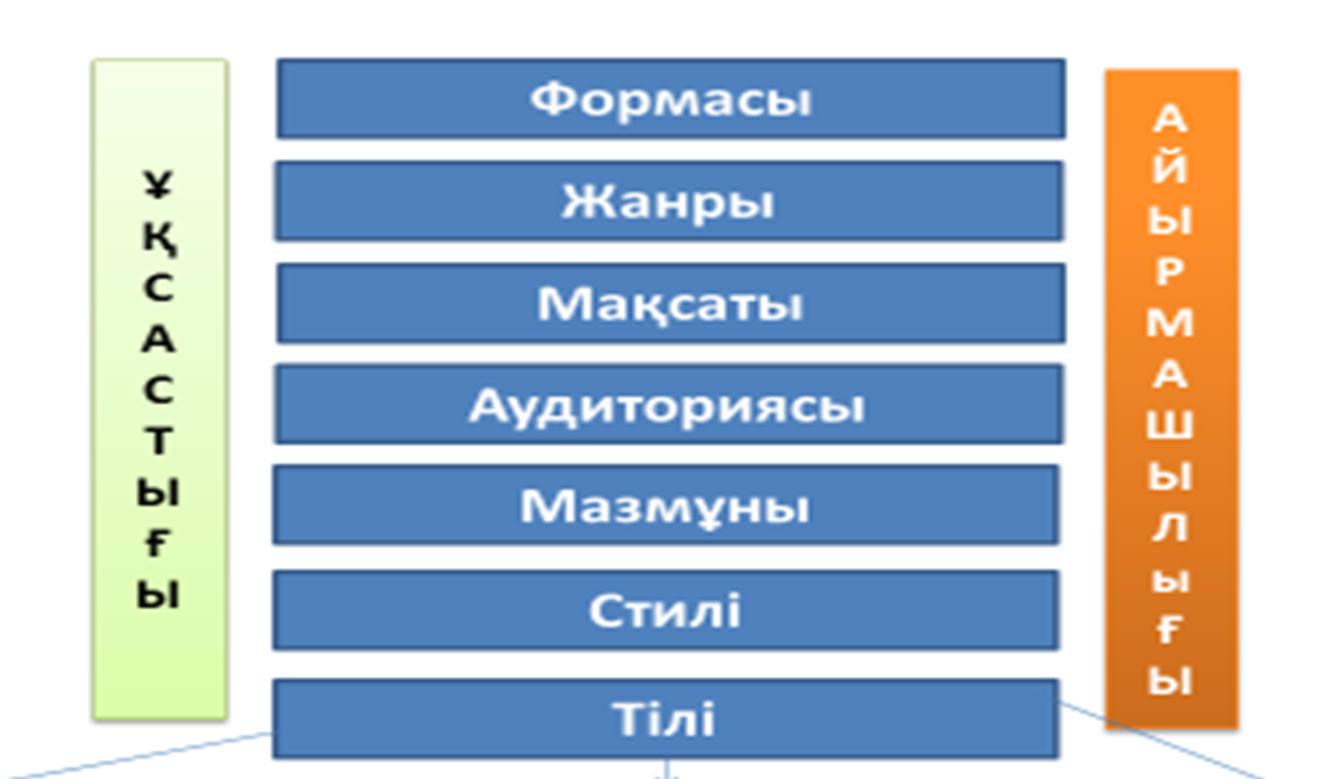 ҰҚСАСТЫҒЫ
Формасы
Жанры
Мақсаты
Аудиториясы
Мазмұны
Стилі
Тілі
АЙЫРМАШЫЛыҒЫ